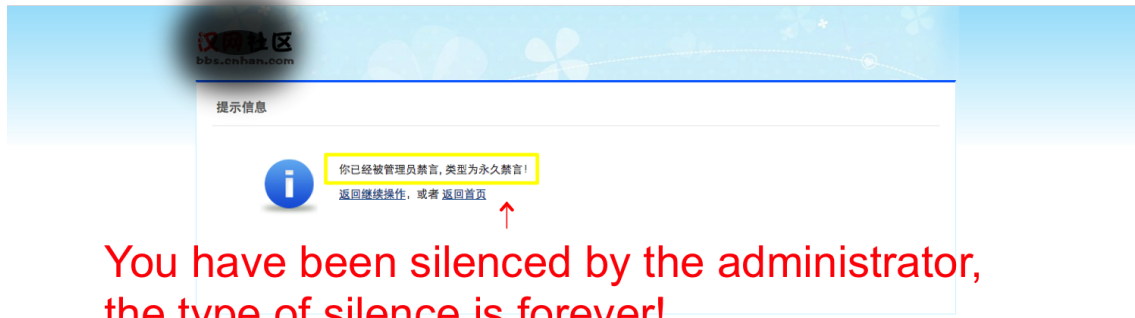 汉网社区
bbs.cnhan.com
提示信息
你已经被管理员禁言, 类型为永久禁言!
返回继续操作, 或者 返回首页
You have been silenced by the administrator,
the type of silence is forever!